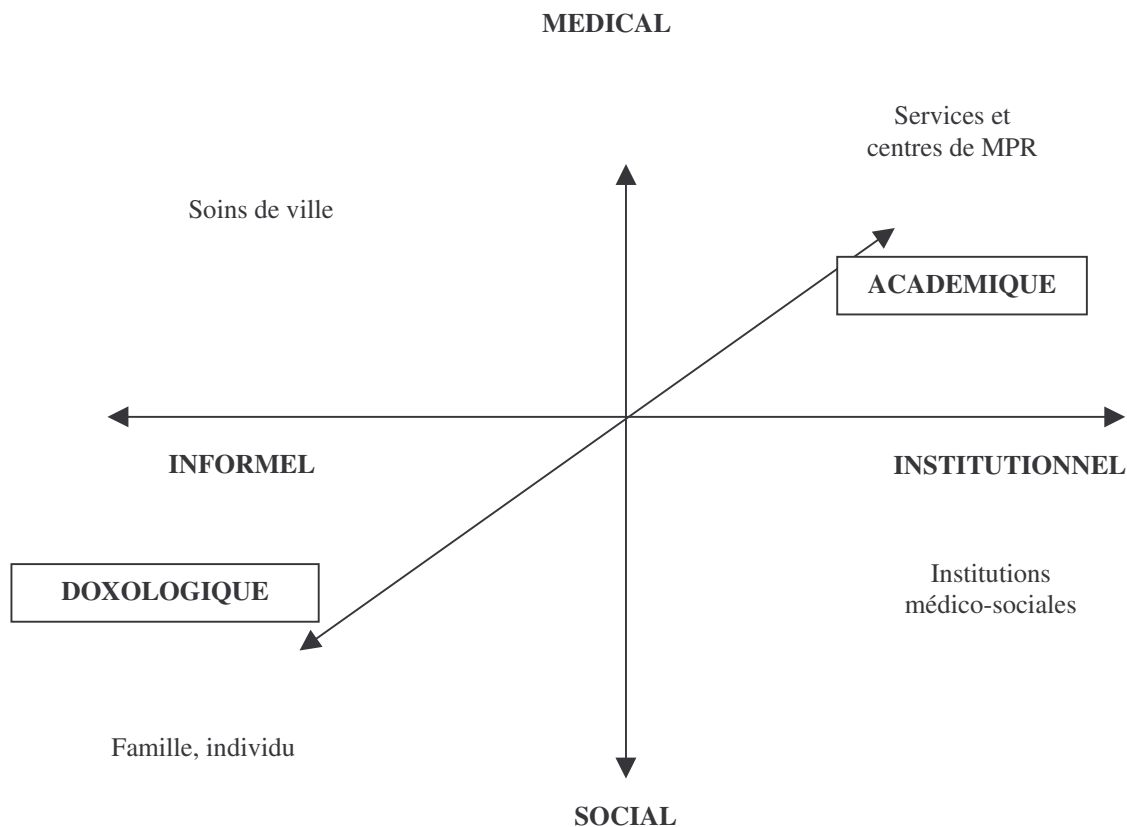 MEDICAL
Services et
centres de MPR
Soins de ville
ACADEMIQUE
INFORMEL
INSTITUTIONNEL
DOXOLOGIQUE
Institutions
médico-sociales
Famille, individu
SOCIAL